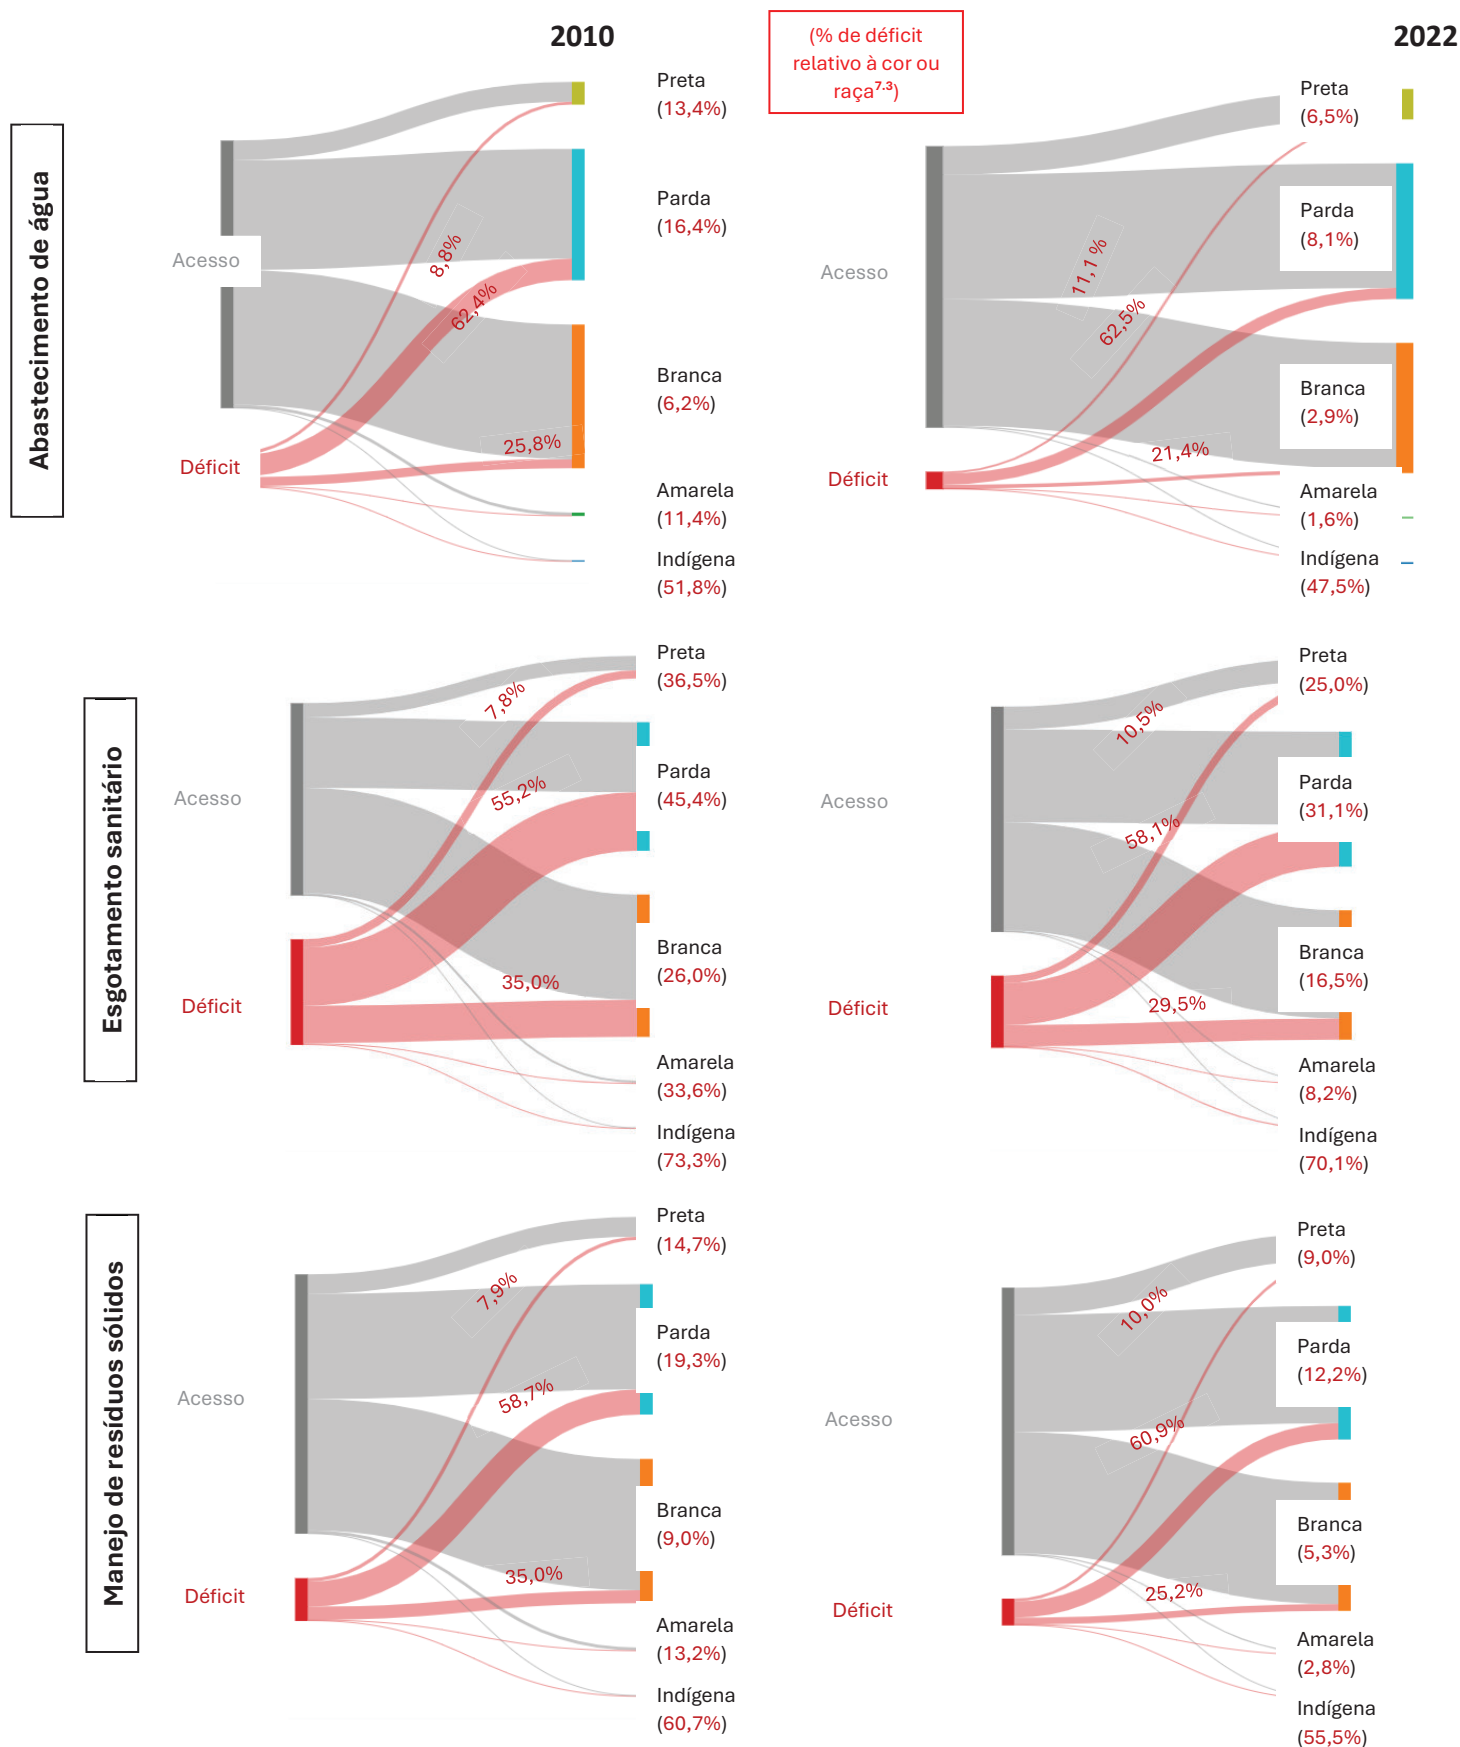 2010
(% de déficit
relativo à cor ou
raça7.3)
2022
Abastecimento de água
Preta
(13,4%)
Parda
(16,4%)
Acesso
8,8%
62,4%
Branca
(6,2%)
25,8%
Déficit
Amarela
(11,4%)
Indígena
(51,8%)
Preta
(6,5%)
Parda
(8,1%)
Acesso
11,1%
62,5%
Branca
(2,9%)
21,4%
Déficit
Amarela
(1,6%)
Indígena
(47,5%)
Esgotamento sanitário
Preta
(36,5%)
7,8%
Parda
(45,4%)
55,2%
Acesso
Branca
(26,0%)
35,0%
Déficit
Amarela
(33,6%)
Indígena
(73,3%)
Preta
(25,0%)
10,5%
Parda
(31,1%)
Acesso
58,1%
Branca
(16,5%)
29,5%
Déficit
Amarela
(8,2%)
Indígena
(70,1%)
Manejo de resíduos sólidos
Preta
(14,7%)
7,9%
Parda
(19,3%)
58,7%
Acesso
Branca
(9,0%)
35,0%
Déficit
Amarela
(13,2%)
Indígena
(60,7%)
Preta
(9,0%)
10,0%
Parda
(12,2%)
Acesso
60,9%
Branca
(5,3%)
25,2%
Déficit
Amarela
(2,8%)
Indígena
(55,5%)